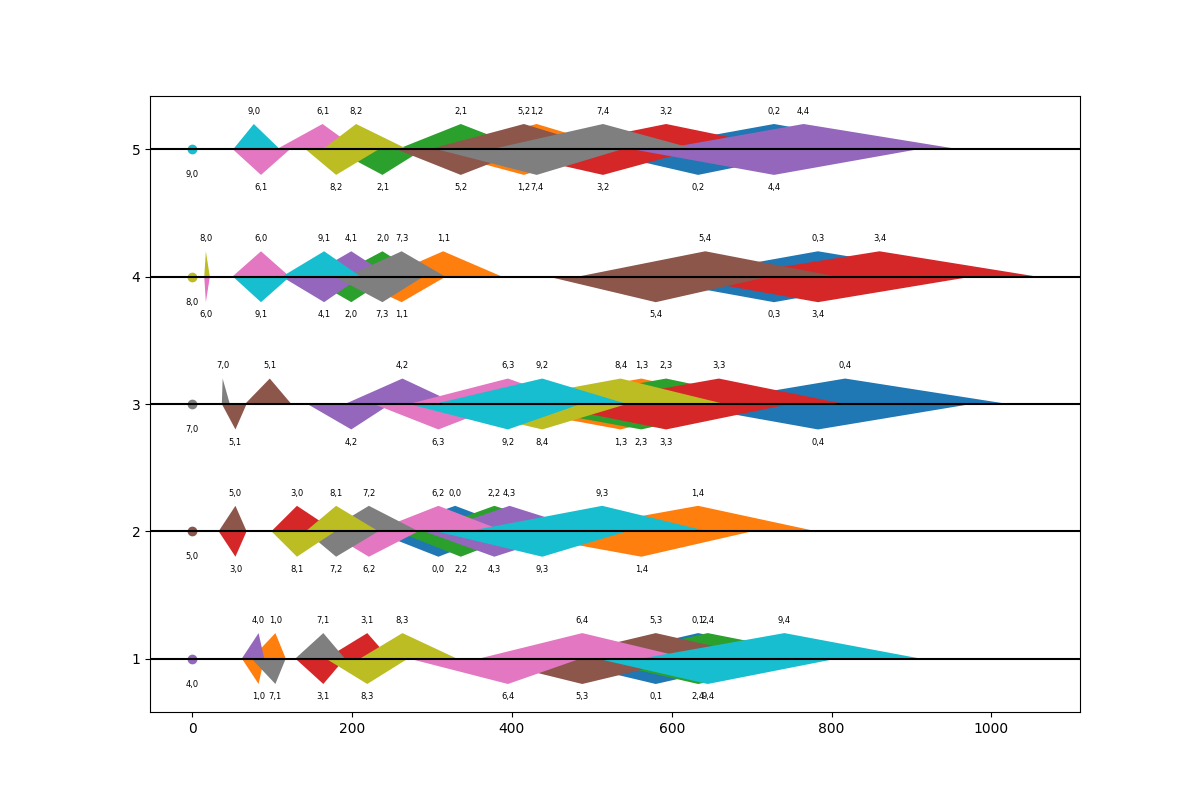 9,0 6,1 8,2 2,1 5,2 1,2 7,4 3,2 0,2 4,4
5
9,0 6,1 8,2 2,1 5,2 1,2 7,4 3,2 0,2 4,4
8,0 6,0 9,1 4,1 2,0 7,3 1,1 5,4 0,3 3,4
4
8,0
6,0 9,1 4,1 2,0 7,3 1,1 5,4 0,3 3,4
7,0 5,1 4,2 6,3 9,2 8,4 1,3 2,3 3,3 0,4
3
7,0
5,1 4,2 6,3 9,2 8,4 1,3 2,3 3,3 0,4
5,0 3,0 8,1 7,2 6,2 0,0 2,2 4,3 9,3 1,4
2
5,0
3,0 8,1 7,2 6,2 0,0 2,2 4,3 9,3 1,4
4,0 1,0 7,1 3,1 8,3 6,4 5,3 0,1 2,4 9,4
1
4,0
1,0 7,1 3,1 8,3 6,4 5,3 0,1 2,4 9,4
0 200 400 600 800 1000